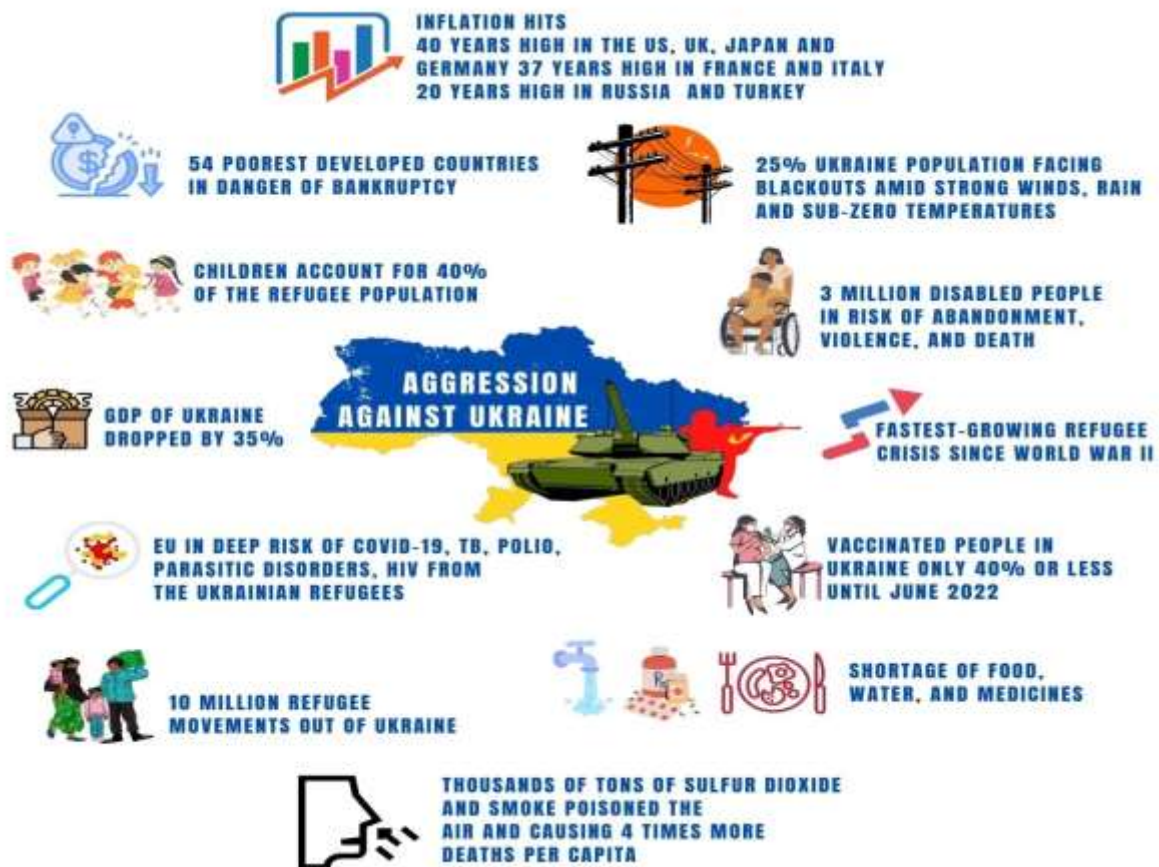 INFLATION HITS
40 YEARS HIGH IN THE US, UK, JAPAN AND
GERMANY 37 YEARS HIGH IN FRANCE AND ITALY
20 YEARS HIGH IN RUSSIA AND TURKEY
54 POOREST DEVELOPED COUNTRIES
IN DANGER OF BANKRUPTCY
25% UKRAINE POPULATION FACING
BLACKOUTS AMID STRONG WINDS, RAIN
AND SUB-ZERO TEMPERATURES
CHILDREN ACCOUNT FOR 40%
OF THE REFUGEE POPULATION
3 MILLION DISABLED PEOPLE
IN RISK OF ABANDONMENT,
VIOLENCE, AND DEATH
AGGRESSION
AGAINST UKRAINE
GDP OF UKRAINE
DROPPED BY 35%
FASTEST-GROWING REFUGEE
CRISIS SINCE WORLD WAR II
EU IN DEEP RISK OF COVID-19, TB, POLIO,
PARASITIC DISORDERS, HIV FROM
THE UKRAINIAN REFUGEES
VACCINATED PEOPLE IN
UKRAINE ONLY 40% OR LESS
UNTIL JUNE 2022
10 MILLION REFUGEE
MOVEMENTS OUT OF UKRAINE
SHORTAGE OF FOOD,
WATER, AND MEDICINES
THOUSANDS OF TONS OF SULFUR DIOXIDE
AND SMOKE POISONED THE
AIR AND CAUSING 4 TIMES MORE
DEATHS PER CAPITA